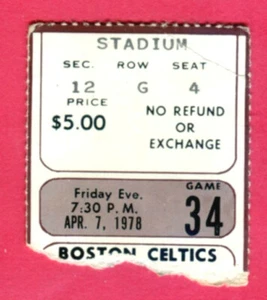 STADIUM
SEC. ROW SEAT
12 G 4
PRICE
$5.00
NO REFUND
OR
EXCHANGE
Friday Eve.
7:30 P. M.
APR. 7, 1978
GAME
34
BOSTON CELTICS